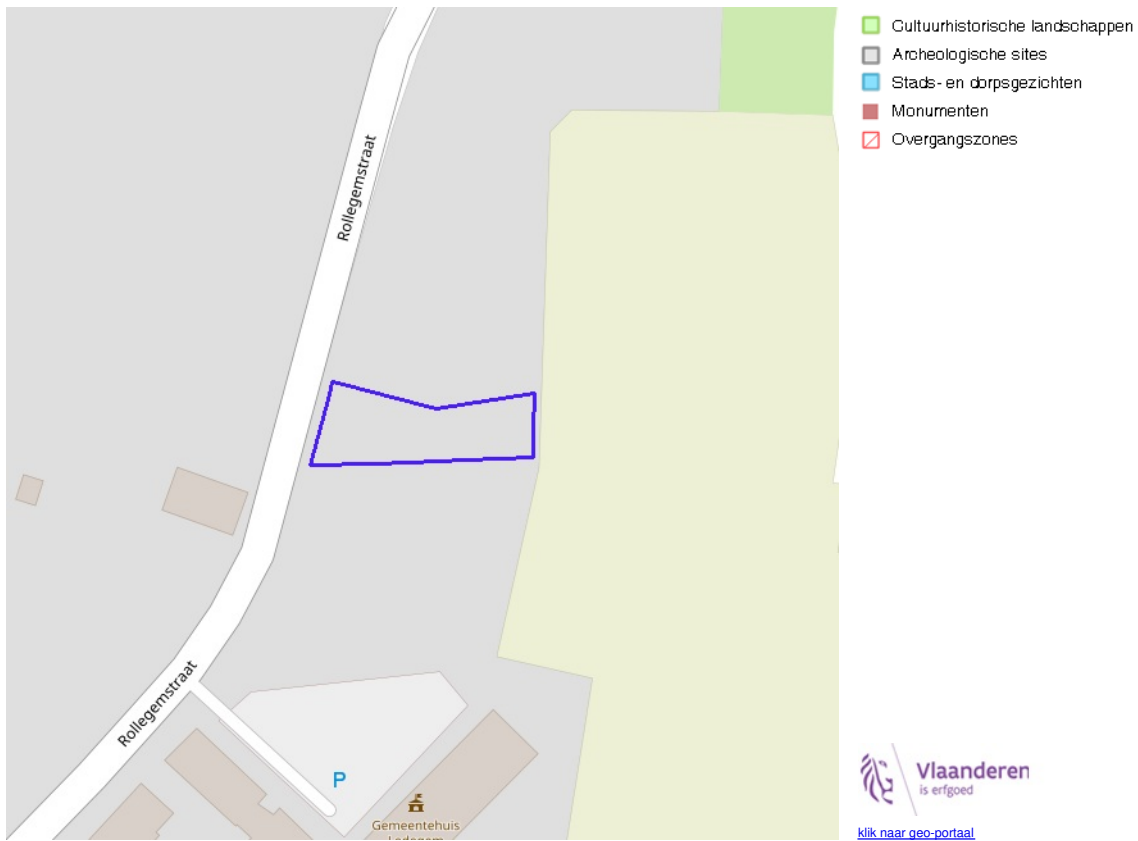 Cultuurhistorische landschappen
Archeologische sites
Stads- en dorpsgezichten
Monumenten
Overgangszones
Rollegemstraat
Rollegemstraat
P
Gemeentehuis
Ledegem
Vlaanderen
is erfgoed
klik naar geo-portaal